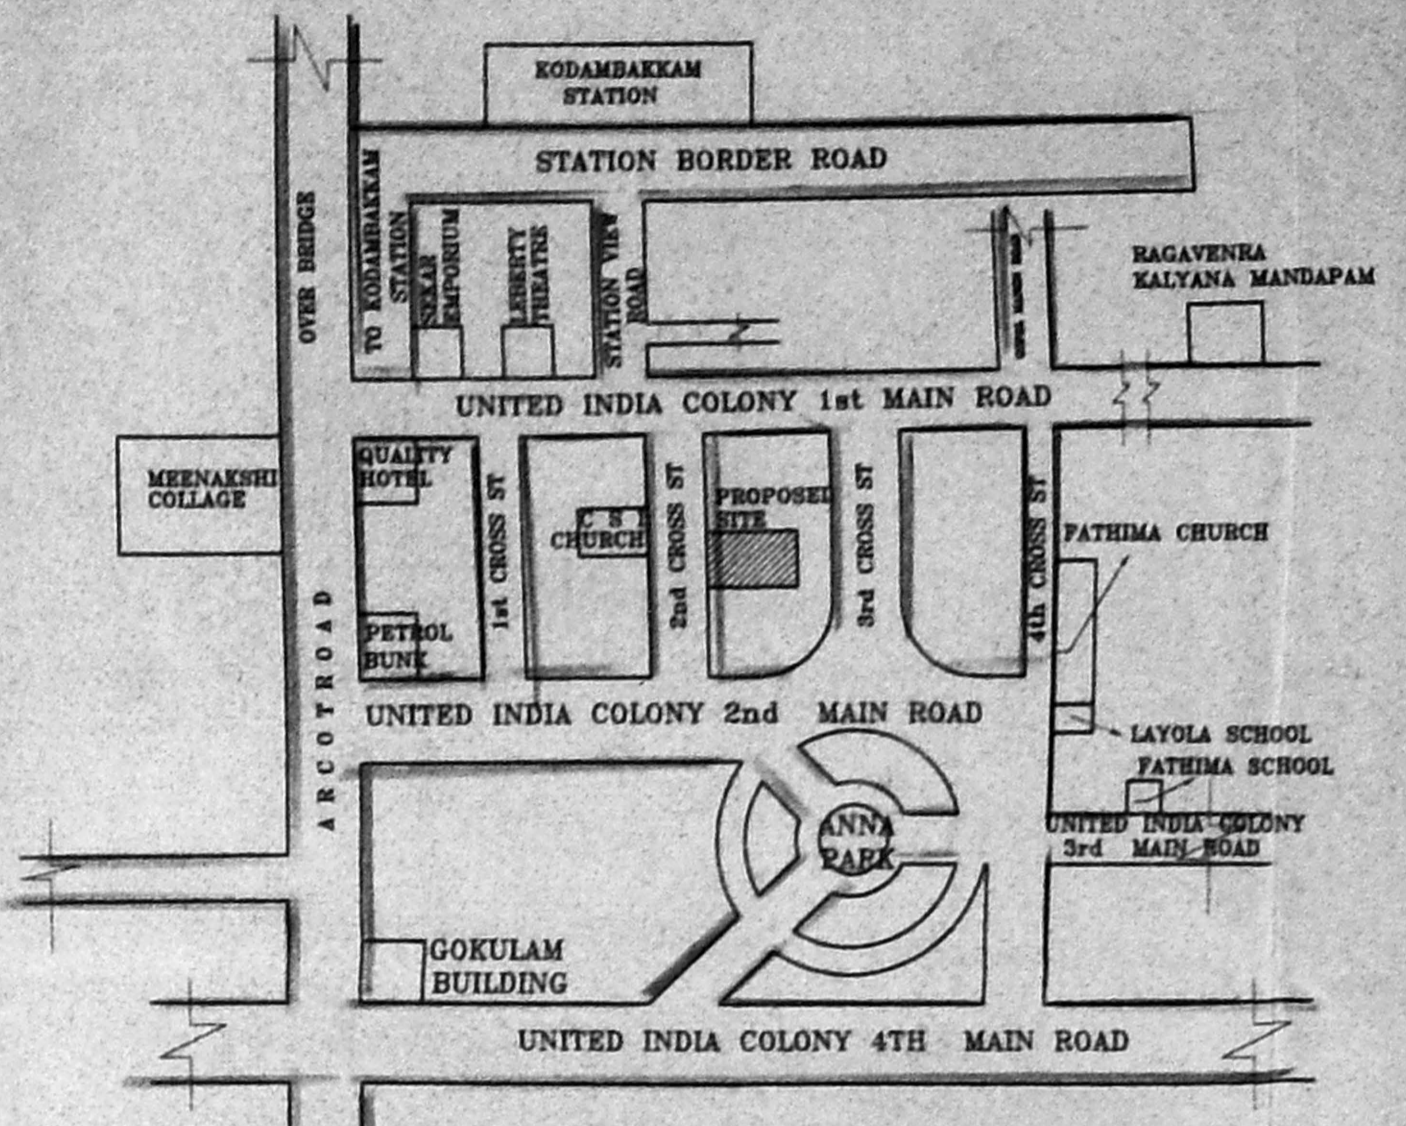 KODAMBAKKAM
STATION
STATION BORDER ROAD
OVER BRIDGE
TO KODAMBAKKAM
STATION
SEKAR
EMPORIUM
LEBERTY
THEATRE
STATION VIEW
ROAD
RAGAVENRA
KALYANA MANDAPAM
UNITED INDIA COLONY 1st MAIN ROAD
MEENAKSHI
COLLAGE
QUALITY
HOTEL
1st CROSS ST
C S I
CHURCH
2nd CROSS ST
PROPOSED
SITE
3rd CROSS ST
4th CROSS ST
FATHIMA CHURCH
PETROL
BUNK
ARCOTROAD
UNITED INDIA COLONY 2nd MAIN ROAD
LAYOLA SCHOOL
FATHIMA SCHOOL
ANNA
PARK
UNITED INDIA COLONY
3rd MAIN ROAD
GOKULAM
BUILDING
UNITED INDIA COLONY 4TH MAIN ROAD